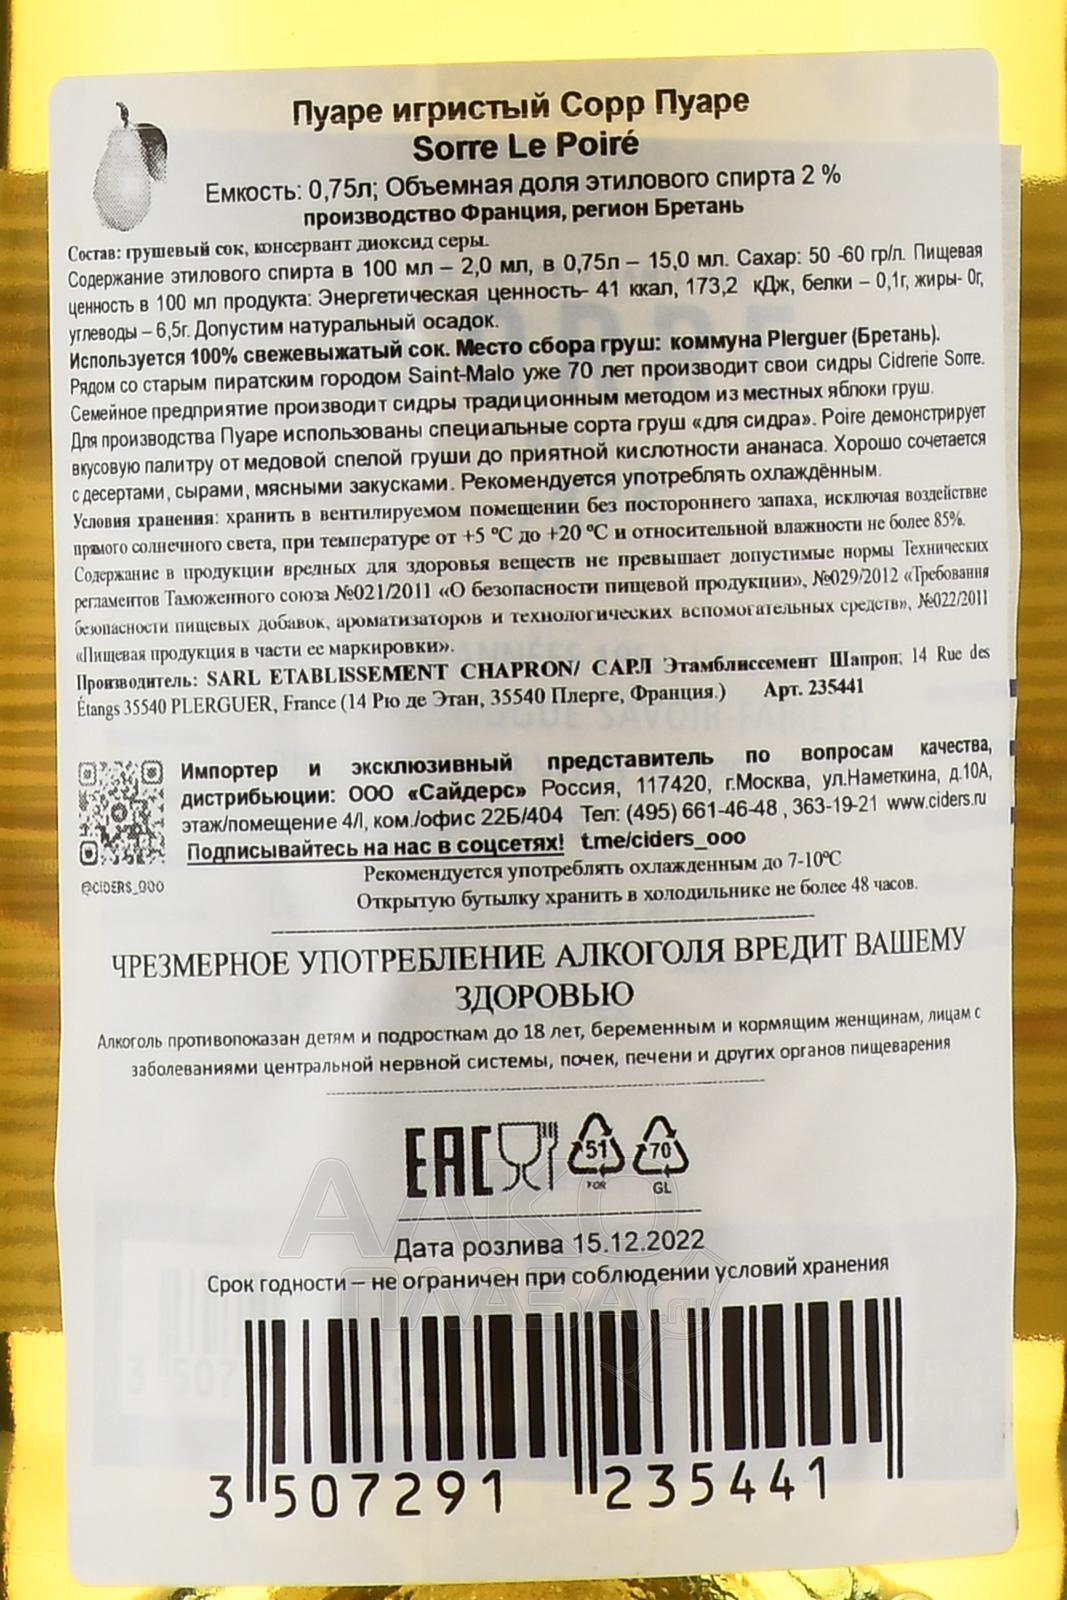 Пуаре игристый Сорр Пуаре
Sorre Le Poiré
Емкость: 0,75л; Объемная доля этилового спирта 2 %
производство Франция, регион Бретань
Состав: грушевый сок, консервант диоксид серы.
Содержание этилового спирта в 100 мл – 2,0 мл, в 0,75л – 15,0 мл. Сахар: 50 -60 гр/л. Пищевая
ценность в 100 мл продукта: Энергетическая ценность- 41 ккал, 173,2 кДж, белки – 0,1г, жиры- 0г,
углеводы – 6,5г. Допустим натуральный осадок.
Используется 100% свежевыжатый сок. Место сбора груш: коммуна Plerguer (Бретань).
Рядом со старым пиратским городом Saint-Malo уже 70 лет производит свои сидры Cidrerie Sorre.
Семейное предприятие производит сидры традиционным методом из местных яблоки груш.
Для производства Пуаре использованы специальные сорта груш «для сидра». Poire демонстрирует
вкусовую палитру от медовой спелой груши до приятной кислотности ананаса. Хорошо сочетается
с десертами, сырами, мясными закусками. Рекомендуется употреблять охлаждённым.
Условия хранения: хранить в вентилируемом помещении без постороннего запаха, исключая воздействие
прямого солнечного света, при температуре от +5 ºС до +20 ºС и относительной влажности не более 85%.
Содержание в продукции вредных для здоровья веществ не превышает допустимые нормы Технических
регламентов Таможенного союза №021/2011 «О безопасности пищевой продукции», №029/2012 «Требования
безопасности пищевых добавок, ароматизаторов и технологических вспомогательных средств», №022/2011
«Пищевая продукция в части ее маркировки».
Производитель: SARL ETABLISSEMENT CHAPRON/ САРЛ Этамблиссемент Шапрон; 14 Rue des
Étangs 35540 PLERGUER, France (14 Рю де Этан, 35540 Плерге, Франция.) Арт. 235441
Импортер и эксклюзивный представитель по вопросам качества,
дистрибьюции: ООО «Сайдерс» Россия, 117420, г.Москва, ул.Наметкина, д.10А,
этаж/помещение 4/I, ком./офис 22Б/404 Тел: (495) 661-46-48 , 363-19-21 www.ciders.ru
Подписывайтесь на нас в соцсетях! t.me/ciders_ooo
@CIDERS_OOO
Рекомендуется употреблять охлажденным до 7-10ºС
Открытую бутылку хранить в холодильнике не более 48 часов.
ЧРЕЗМЕРНОЕ УПОТРЕБЛЕНИЕ АЛКОГОЛЯ ВРЕДИТ ВАШЕМУ
ЗДОРОВЬЮ
Алкоголь противопоказан детям и подросткам до 18 лет, беременным и кормящим женщинам, лицам с
заболеваниями центральной нервной системы, почек, печени и других органов пищеварения
EAC 51 70
FOR GL
АЛКО
ПЛАЗА.ru
Дата розлива 15.12.2022
Срок годности – не ограничен при соблюдении условий хранения
3 507291 235441